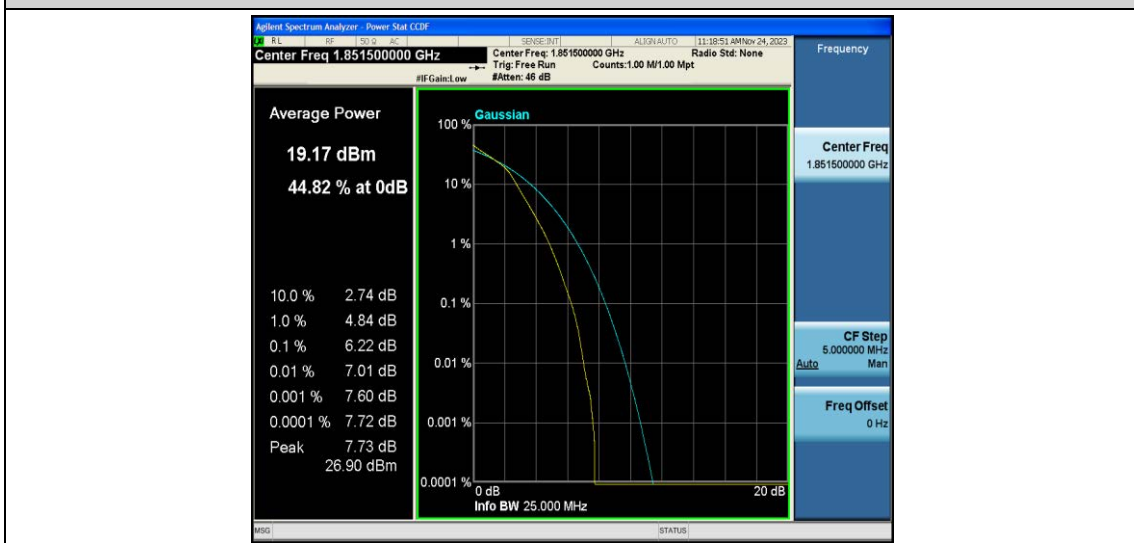 Agilent Spectrum Analyzer - Power Stat CCDF
RL RF 50 Ω AC SENSE:INT ALIGN AUTO 11:18:51 AM Nov 24, 2023
Center Freq 1.851500000 GHz
Center Freq: 1.851500000 GHz Radio Std: None
Trig: Free Run Counts:1.00 M/1.00 Mpt
#IFGain:Low #Atten: 46 dB
Frequency
Average Power
19.17 dBm
44.82 % at 0dB
10.0 % 2.74 dB
1.0 % 4.84 dB
0.1 % 6.22 dB
0.01 % 7.01 dB
0.001 % 7.60 dB
0.0001 % 7.72 dB
Peak 7.73 dB
26.90 dBm
Gaussian
100 %
10 %
1 %
0.1 %
0.01 %
0.001 %
0.0001 %
0 dB 20 dB
Info BW 25.000 MHz
Center Freq
1.851500000 GHz
CF Step
5.000000 MHz
Auto Man
Freq Offset
0 Hz
MSG STATUS